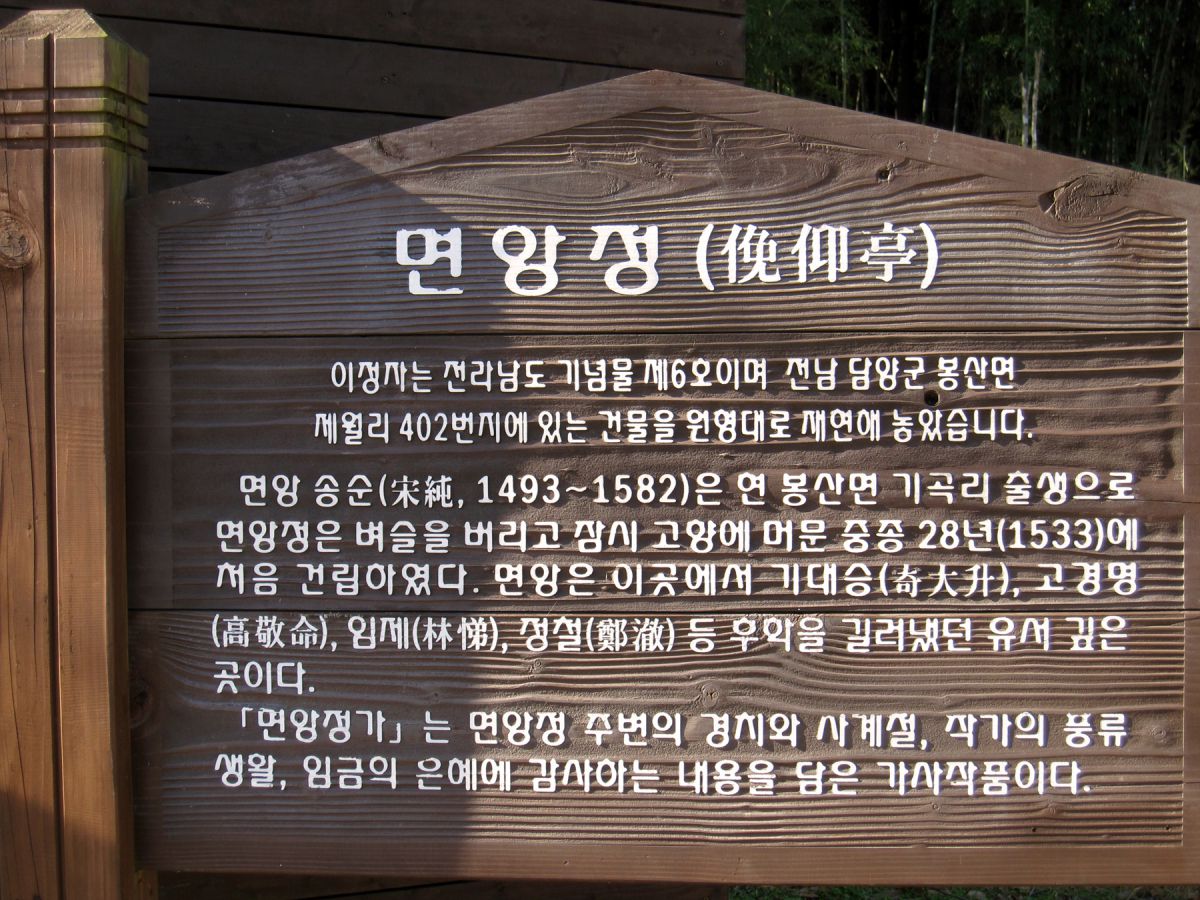 면앙정 (俛仰亭)
이정자는 전라남도 기념물 제6호이며 전남 담양군 봉산면
제월리 402번지에 있는 건물을 원형대로 재연해 놓았습니다.
면앙 송순(宋純, 1493~1582)은 현 봉산면 기곡리 출생으로
면앙정은 벼슬을 버리고 잠시 고향에 머문 중종 28년(1533)에
처음 건립하였다. 면앙은 이곳에서 기대승(奇大升), 고경명
(高敬命), 임제(林悌), 정철(鄭澈) 등 후학을 길러냈던 유서 깊은
곳이다.
「면앙정가」는 면앙정 주변의 경치와 사계절, 작가의 풍류
생활, 임금의 은혜에 감사하는 내용을 담은 가사작품이다.